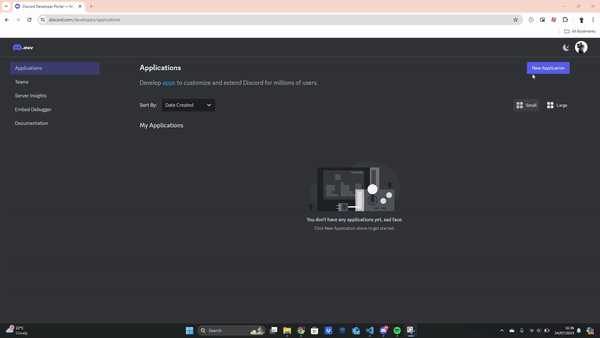 Discord Developer Portal — M
discord.com/developers/applications
All Bookmarks
.dev
Applications
Teams
Server Insights
Embed Debugger
Documentation
Applications
New Application
Develop apps to customize and extend Discord for millions of users.
Sort By: Date Created
Small Large
My Applications
You don't have any applications yet, sad face.
Click New Application above to get started.
22°C
Cloudy
Search
24/07/2024